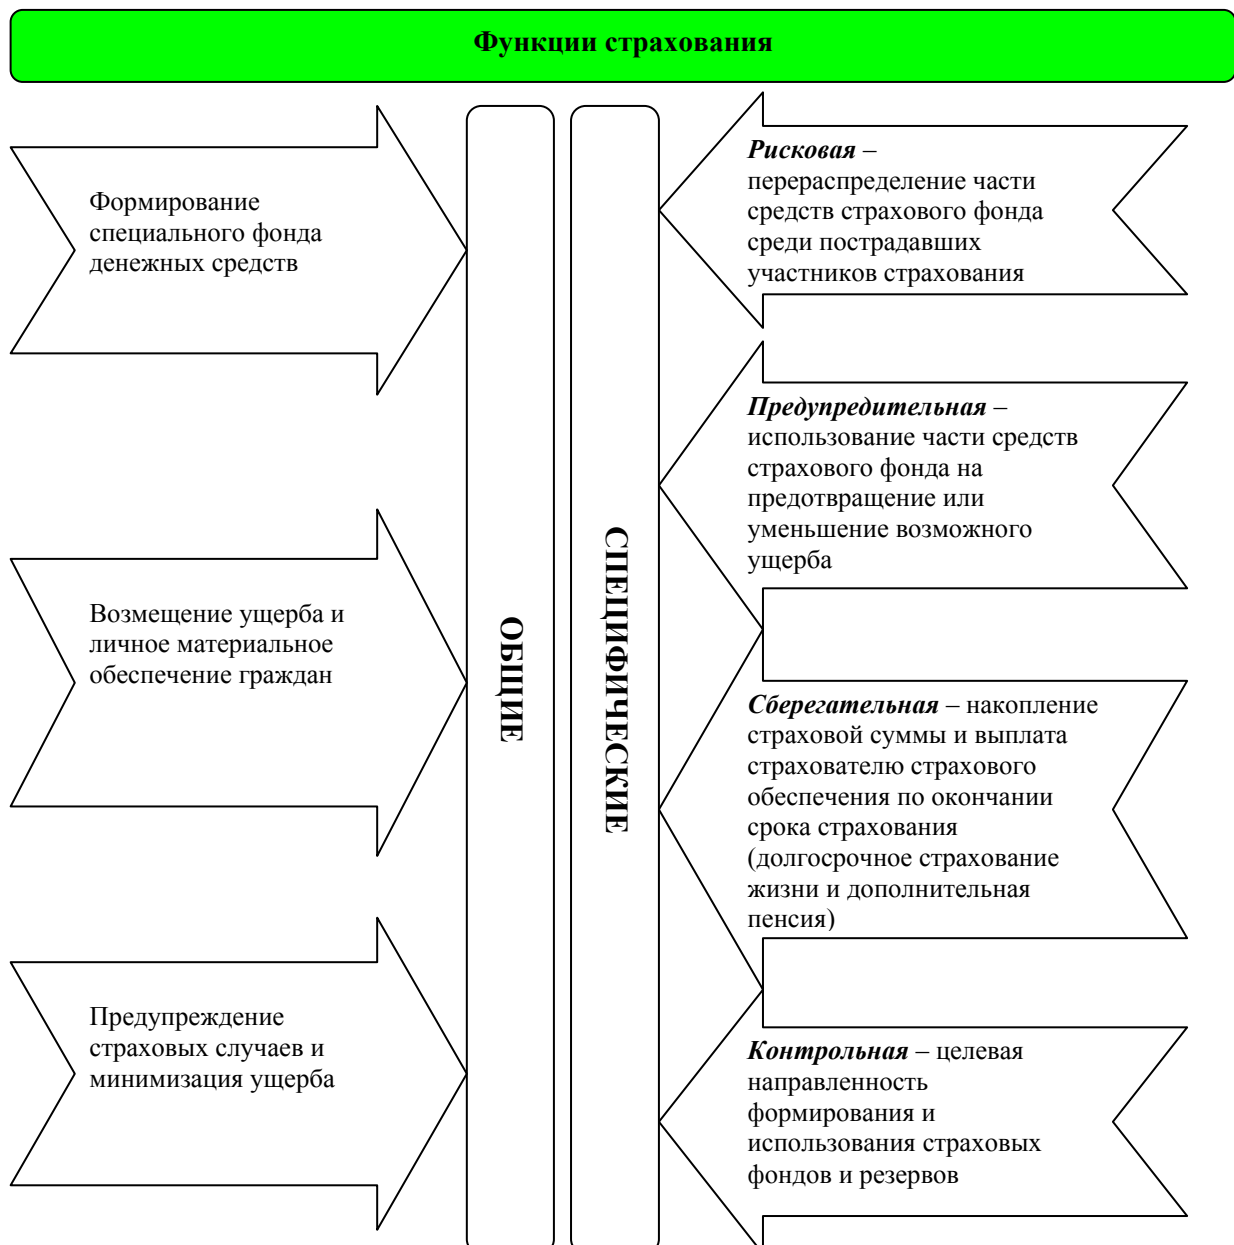 Функции страхования
Формирование
специального фонда
денежных средств
Возмещение ущерба и
личное материальное
обеспечение граждан
Предупреждение
страховых случаев и
минимизация ущерба
ОБЩИЕ
СПЕЦИФИЧЕСКИЕ
Рисковая –
перераспределение части
средств страхового фонда
среди пострадавших
участников страхования
Предупредительная –
использование части средств
страхового фонда на
предотвращение или
уменьшение возможного
ущерба
Сберегательная – накопление
страховой суммы и выплата
страхователю страхового
обеспечения по окончании
срока страхования
(долгосрочное страхование
жизни и дополнительная
пенсия)
Контрольная – целевая
направленность
формирования и
использования страховых
фондов и резервов